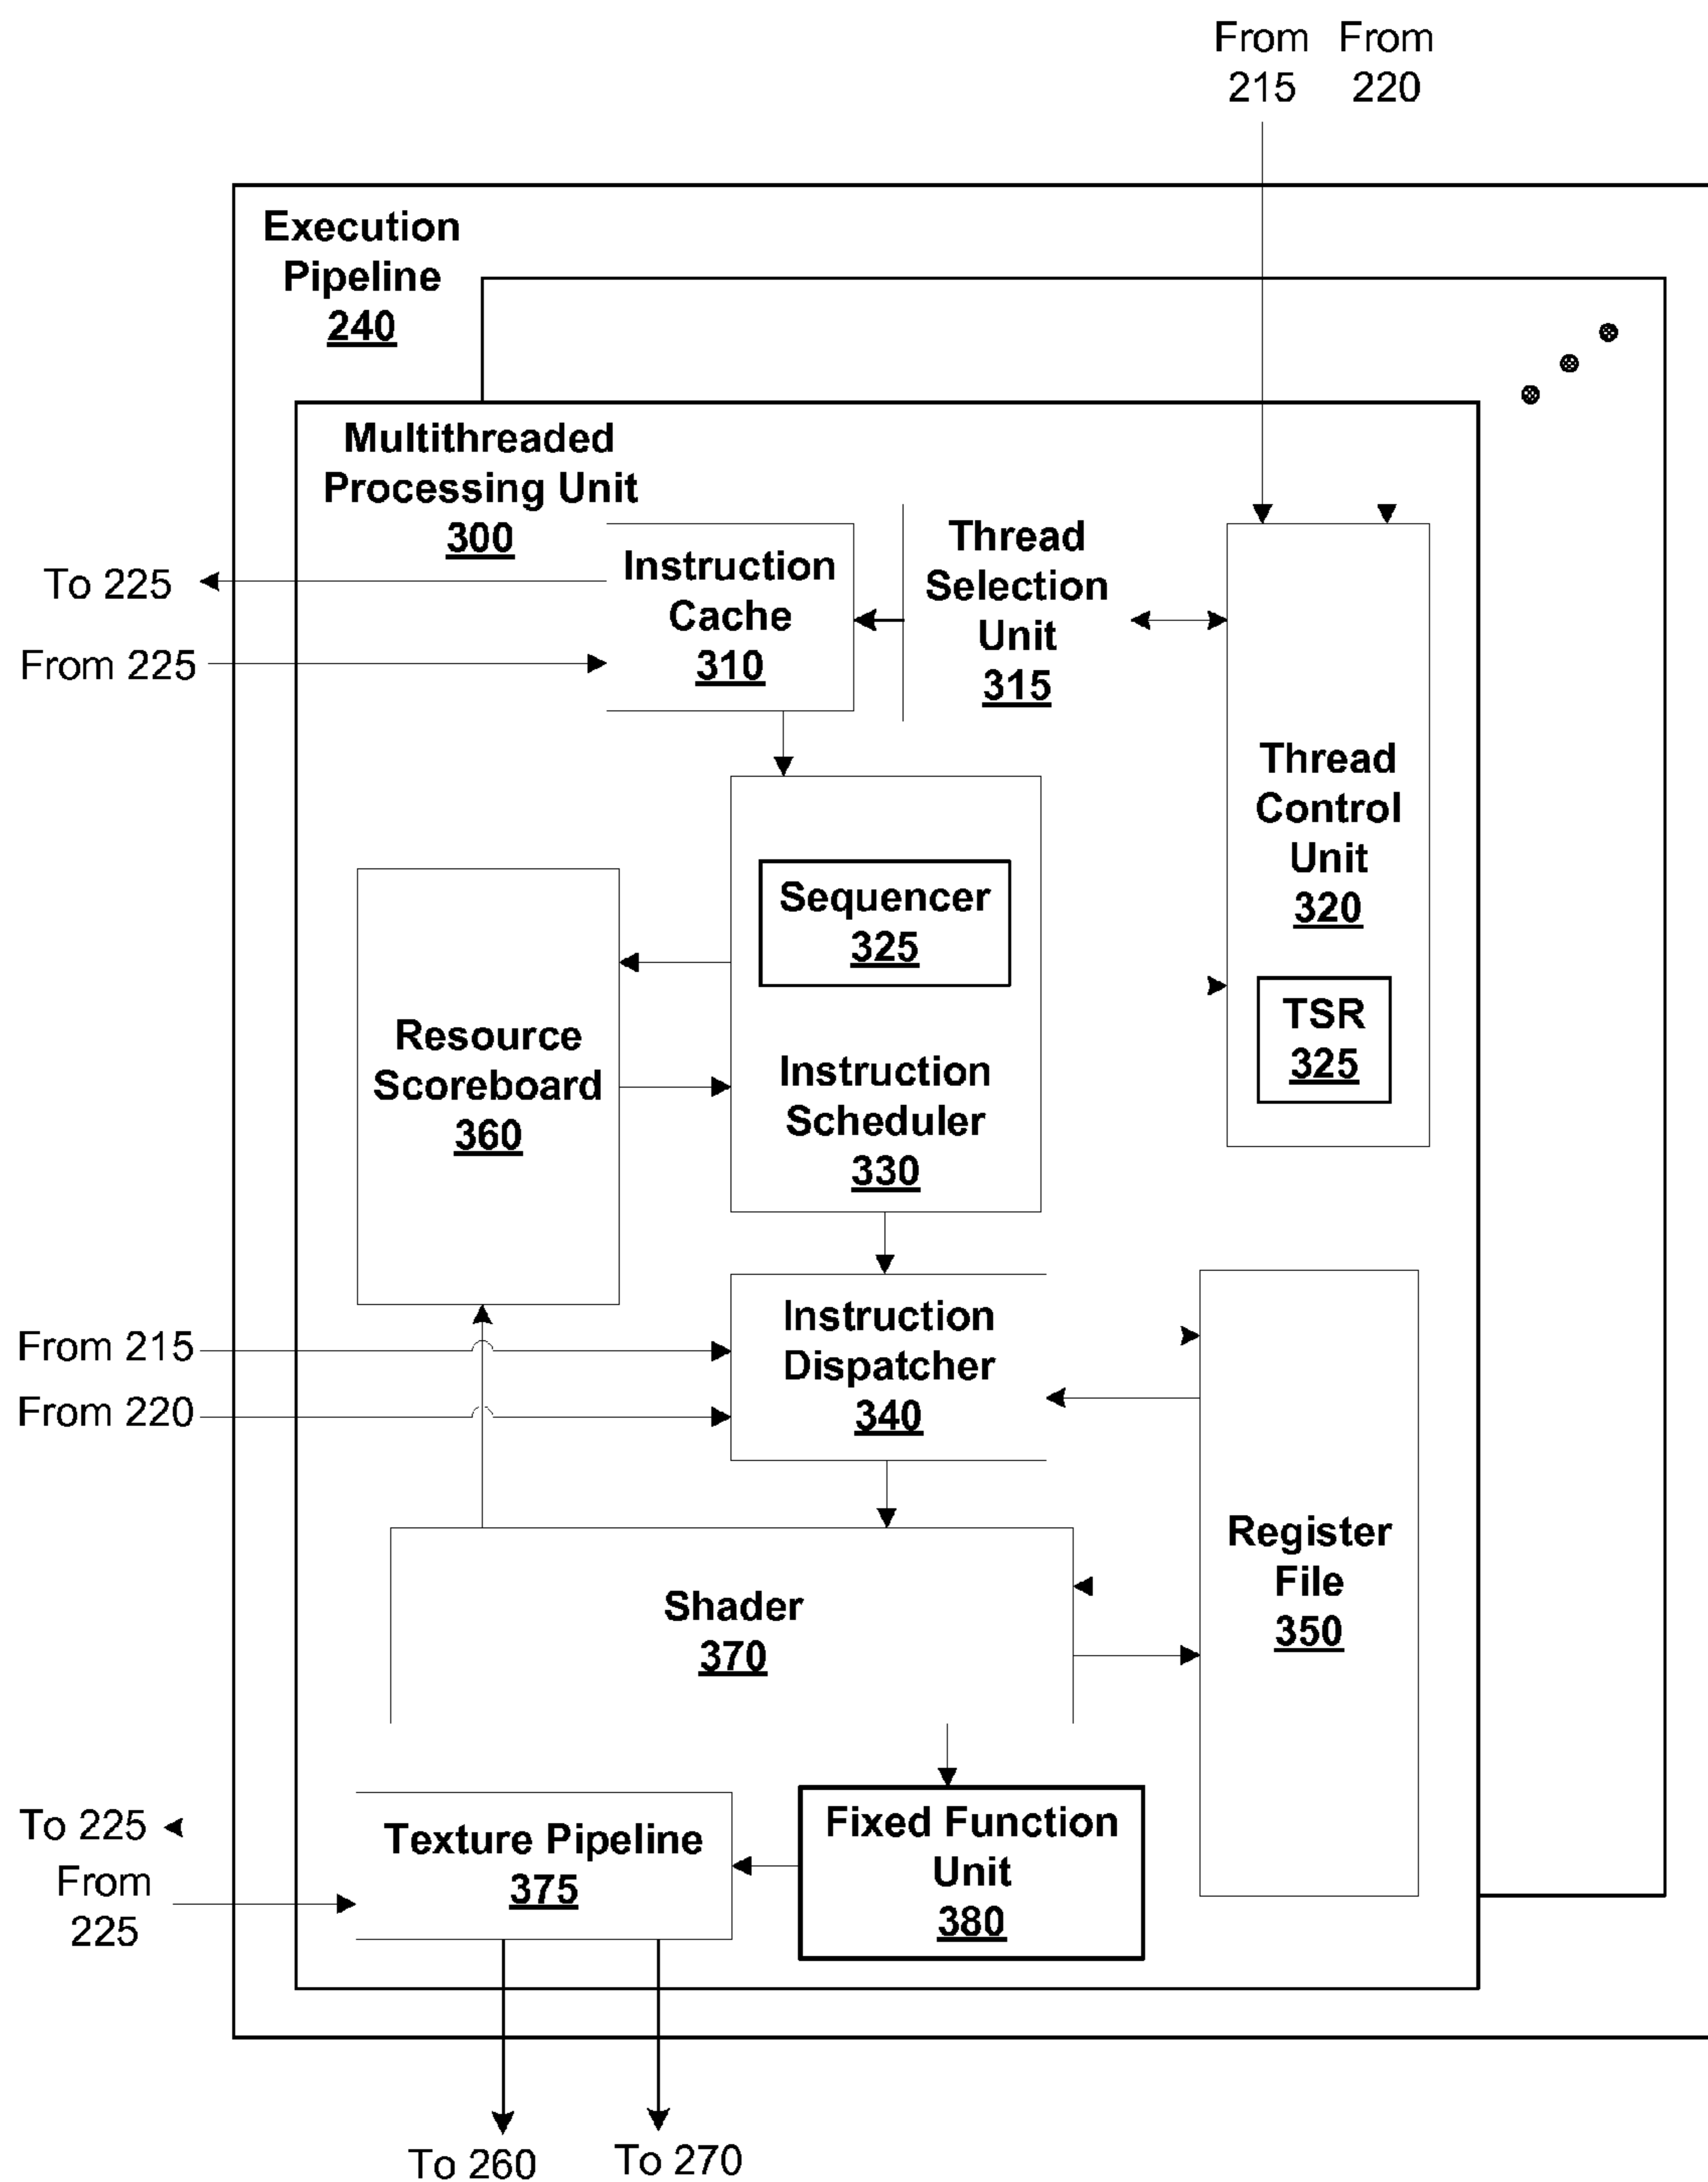 From From
215 220
Execution
Pipeline
240
Multithreaded
Processing Unit
300
Instruction
Cache
310
Thread
Selection
Unit
315
To 225
From 225
Thread
Control
Unit
320
Sequencer
325
TSR
325
Resource
Scoreboard
360
Instruction
Scheduler
330
Instruction
Dispatcher
340
From 215
From 220
Register
File
350
Shader
370
To 225
From
225
Texture Pipeline
375
Fixed Function
Unit
380
To 260
To 270